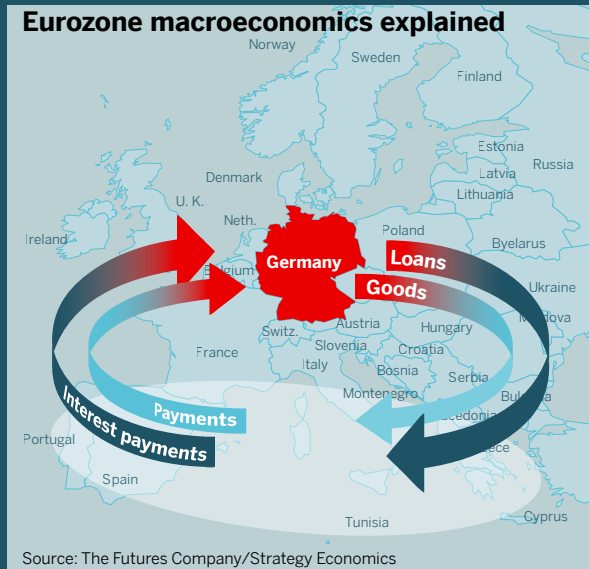 Eurozone macroeconomics explained
Norway
Sweden
Finland
Estonia
Latvia
Russia
Lithuania
Denmark
U. K.
Neth.
Ireland
Poland
Byelarus
Belgium
Germany
Loans
Goods
Ukraine
Switz.
Austria
Hungary
France
Slovenia
Croatia
Italy
Bosnia
Serbia
Montenegro
Interest payments
Payments
Portugal
Spain
Tunisia
Cyprus
Source: The Futures Company/Strategy Economics